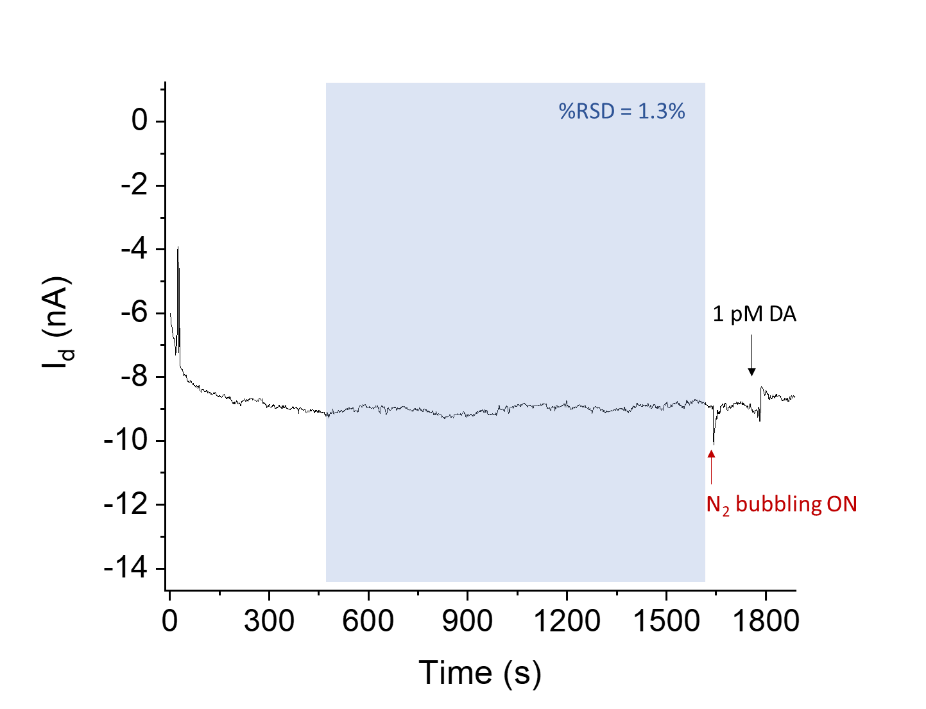 %RSD = 1.3%
0
-2
-4
-6
-8
-10
-12
-14
I_d (nA)
1 pM DA
N₂ bubbling ON
0 300 600 900 1200 1500 1800
Time (s)